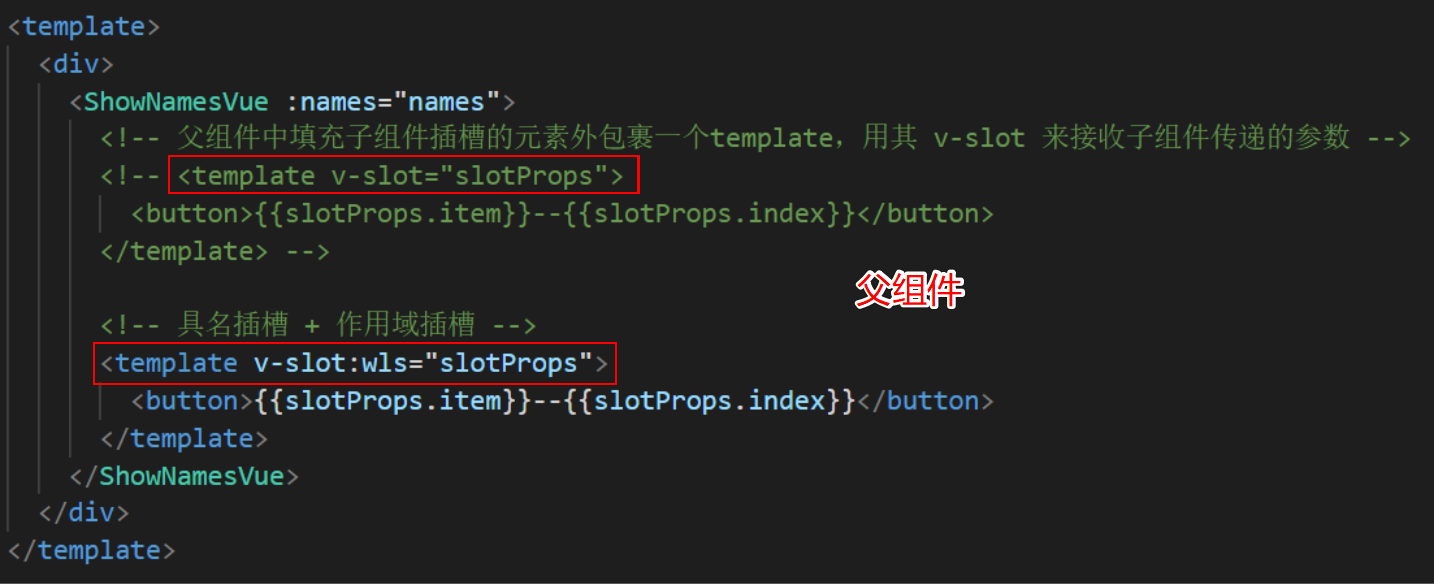 <template>
<div>
<ShowNamesVue :names="names">
<!-- 父组件中填充子组件插槽的元素外包裹一个template，用其 v-slot 来接收子组件传递的参数 -->
<!-- <template v-slot="slotProps">
<button>{{slotProps.item}}--{{slotProps.index}}</button>
</template> -->
父组件
<!-- 具名插槽 + 作用域插槽 -->
<template v-slot:wls="slotProps">
<button>{{slotProps.item}}--{{slotProps.index}}</button>
</template>
</ShowNamesVue>
</div>
</template>